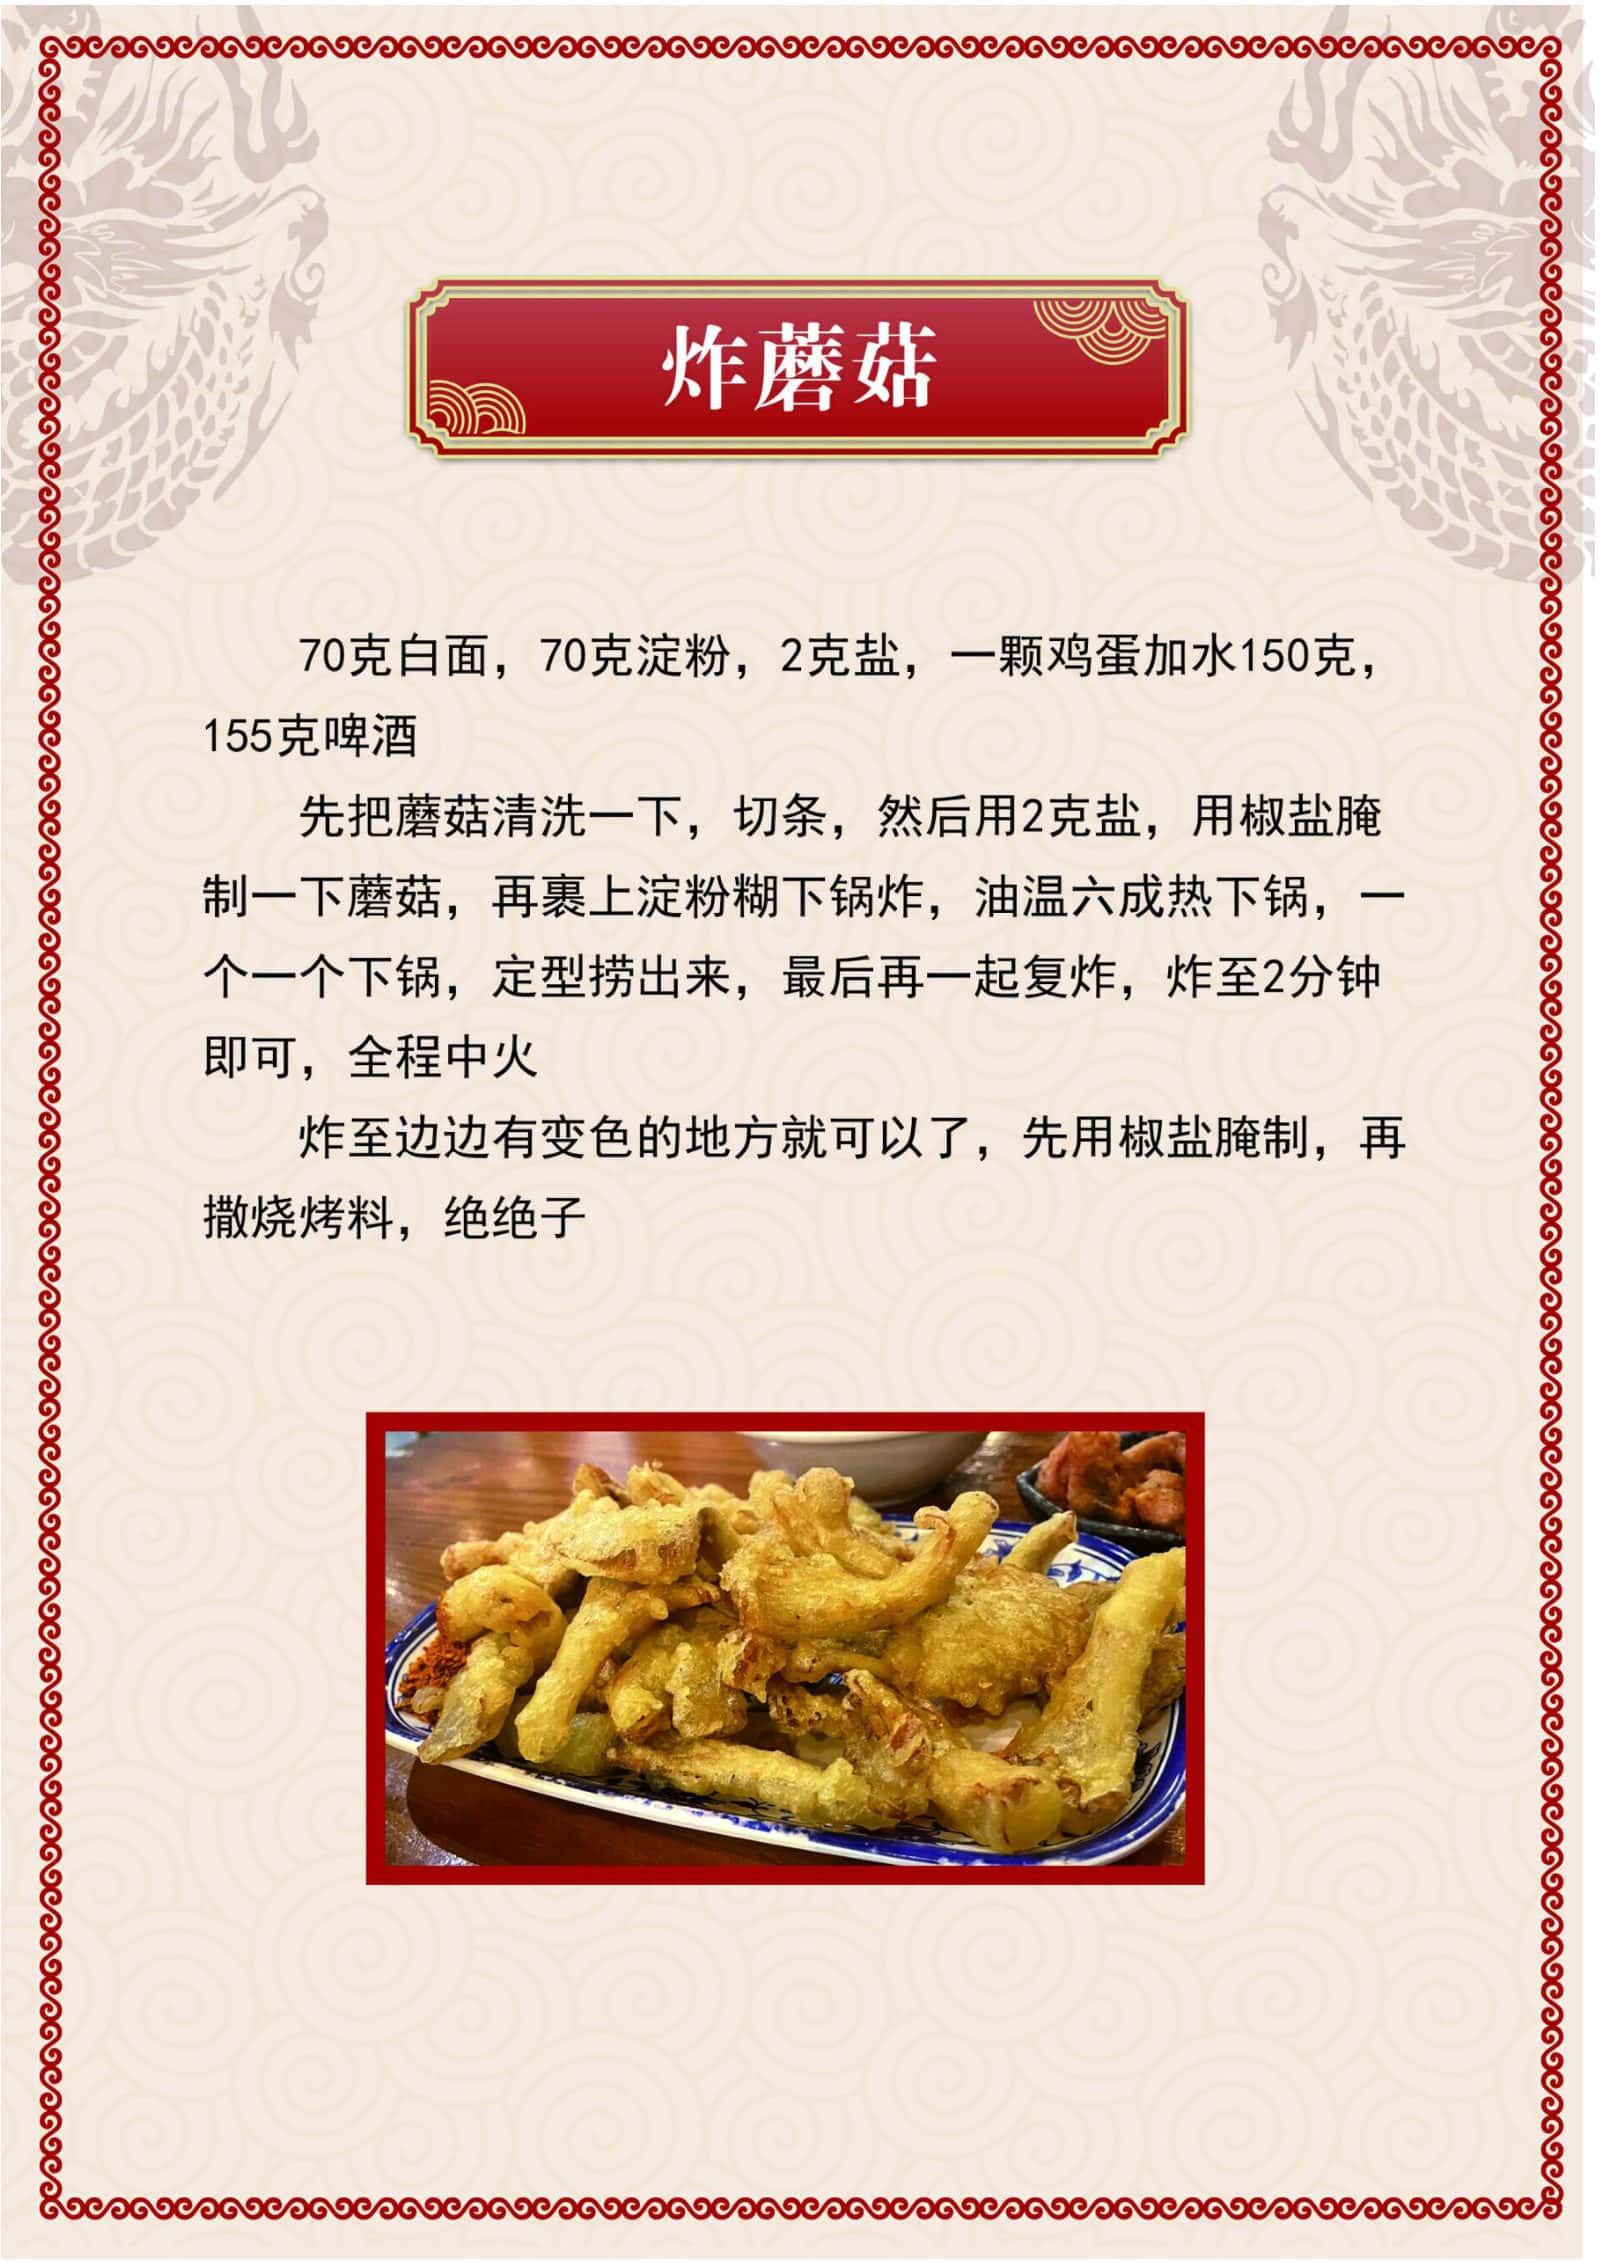 炸蘑菇
70克白面，70克淀粉，2克盐，一颗鸡蛋加水150克，
155克啤酒
先把蘑菇清洗一下，切条，然后用2克盐，用椒盐腌
制一下蘑菇，再裹上淀粉糊下锅炸，油温六成热下锅，一
个一个下锅，定型捞出来，最后再一起复炸，炸至2分钟
即可，全程中火
炸至边边有变色的地方就可以了，先用椒盐腌制，再
撒烧烤料，绝绝子